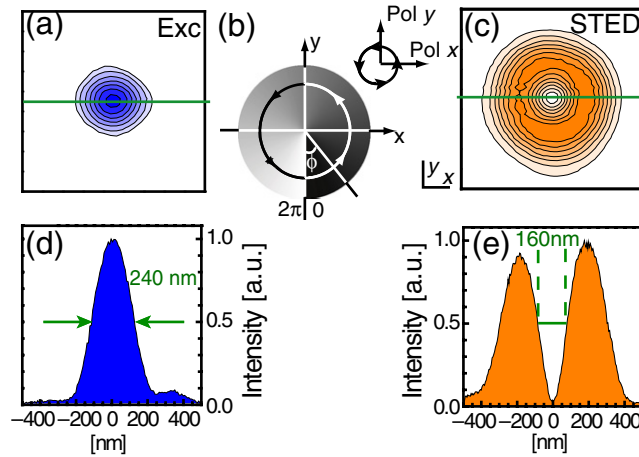 (a) Exc
(b)
y
x
ϕ
2π 0
Pol y
Pol x
(c) STED
y
x
(d)
240 nm
1.0
0.5
0.0
Intensity [a.u.]
−400 −200 0 200 400
[nm]
(e)
160nm
1.0
0.5
0.0
Intensity [a.u.]
−400 −200 0 200 400
[nm]